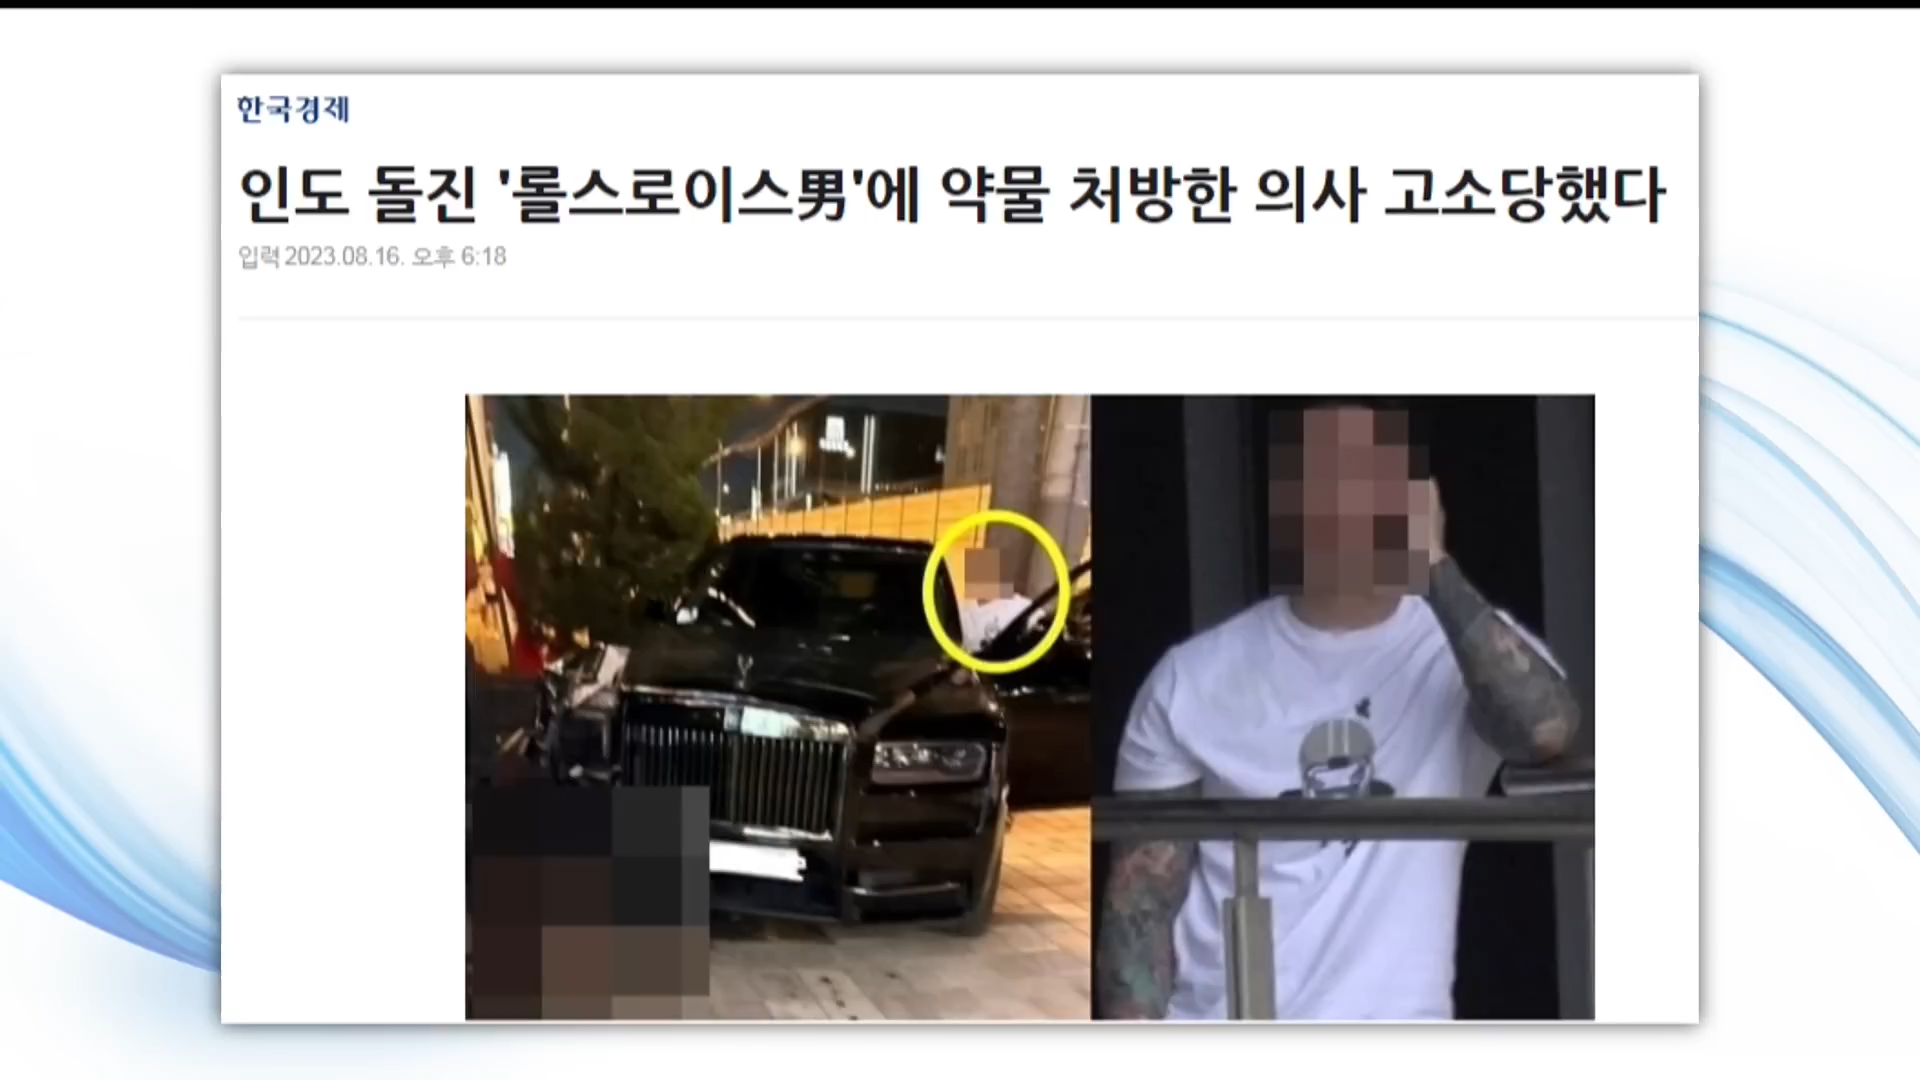 한국경제
인도 돌진 '롤스로이스男'에 약물 처방한 의사 고소당했다
입력 2023.08.16. 오후 6:18